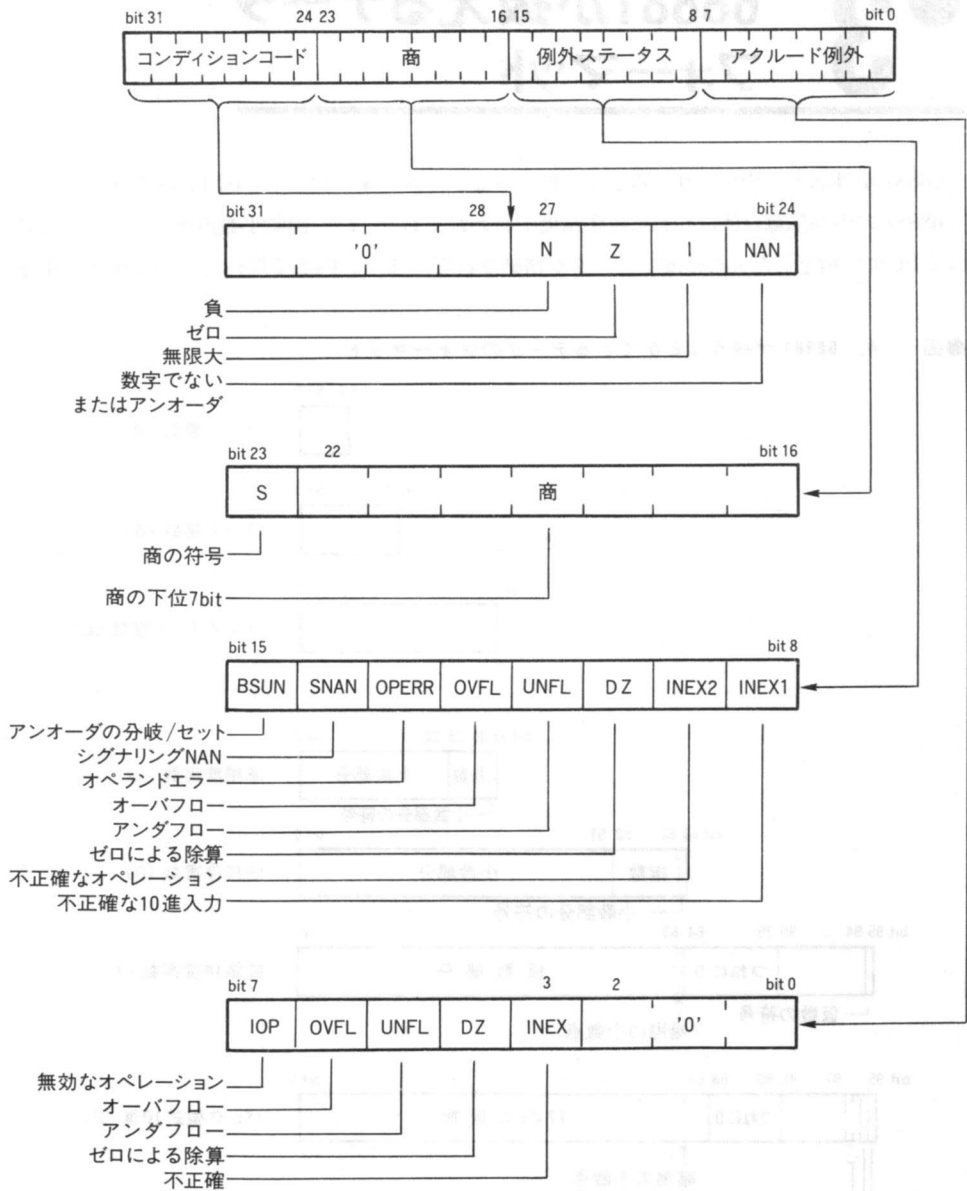 bit 31 24 23 16 15 8 7 bit 0
コンディションコード 商 例外ステータス アクルード例外
bit 31 28 27 bit 24
'0' N Z I NAN
負
ゼロ
無限大
数字でない
またはアンオーダ
bit 23 22 bit 16
S 商
商の符号
商の下位7bit
bit 15 bit 8
BSUN SNAN OPERR OVFL UNFL DZ INEX2 INEX1
アンオーダの分岐/セット
シグナリングNAN
オペランドエラー
オーバフロー
アンダフロー
ゼロによる除算
不正確なオペレーション
不正確な10進入力
bit 7 3 2 bit 0
IOP OVFL UNFL DZ INEX '0'
無効なオペレーション
オーバフロー
アンダフロー
ゼロによる除算
不正確